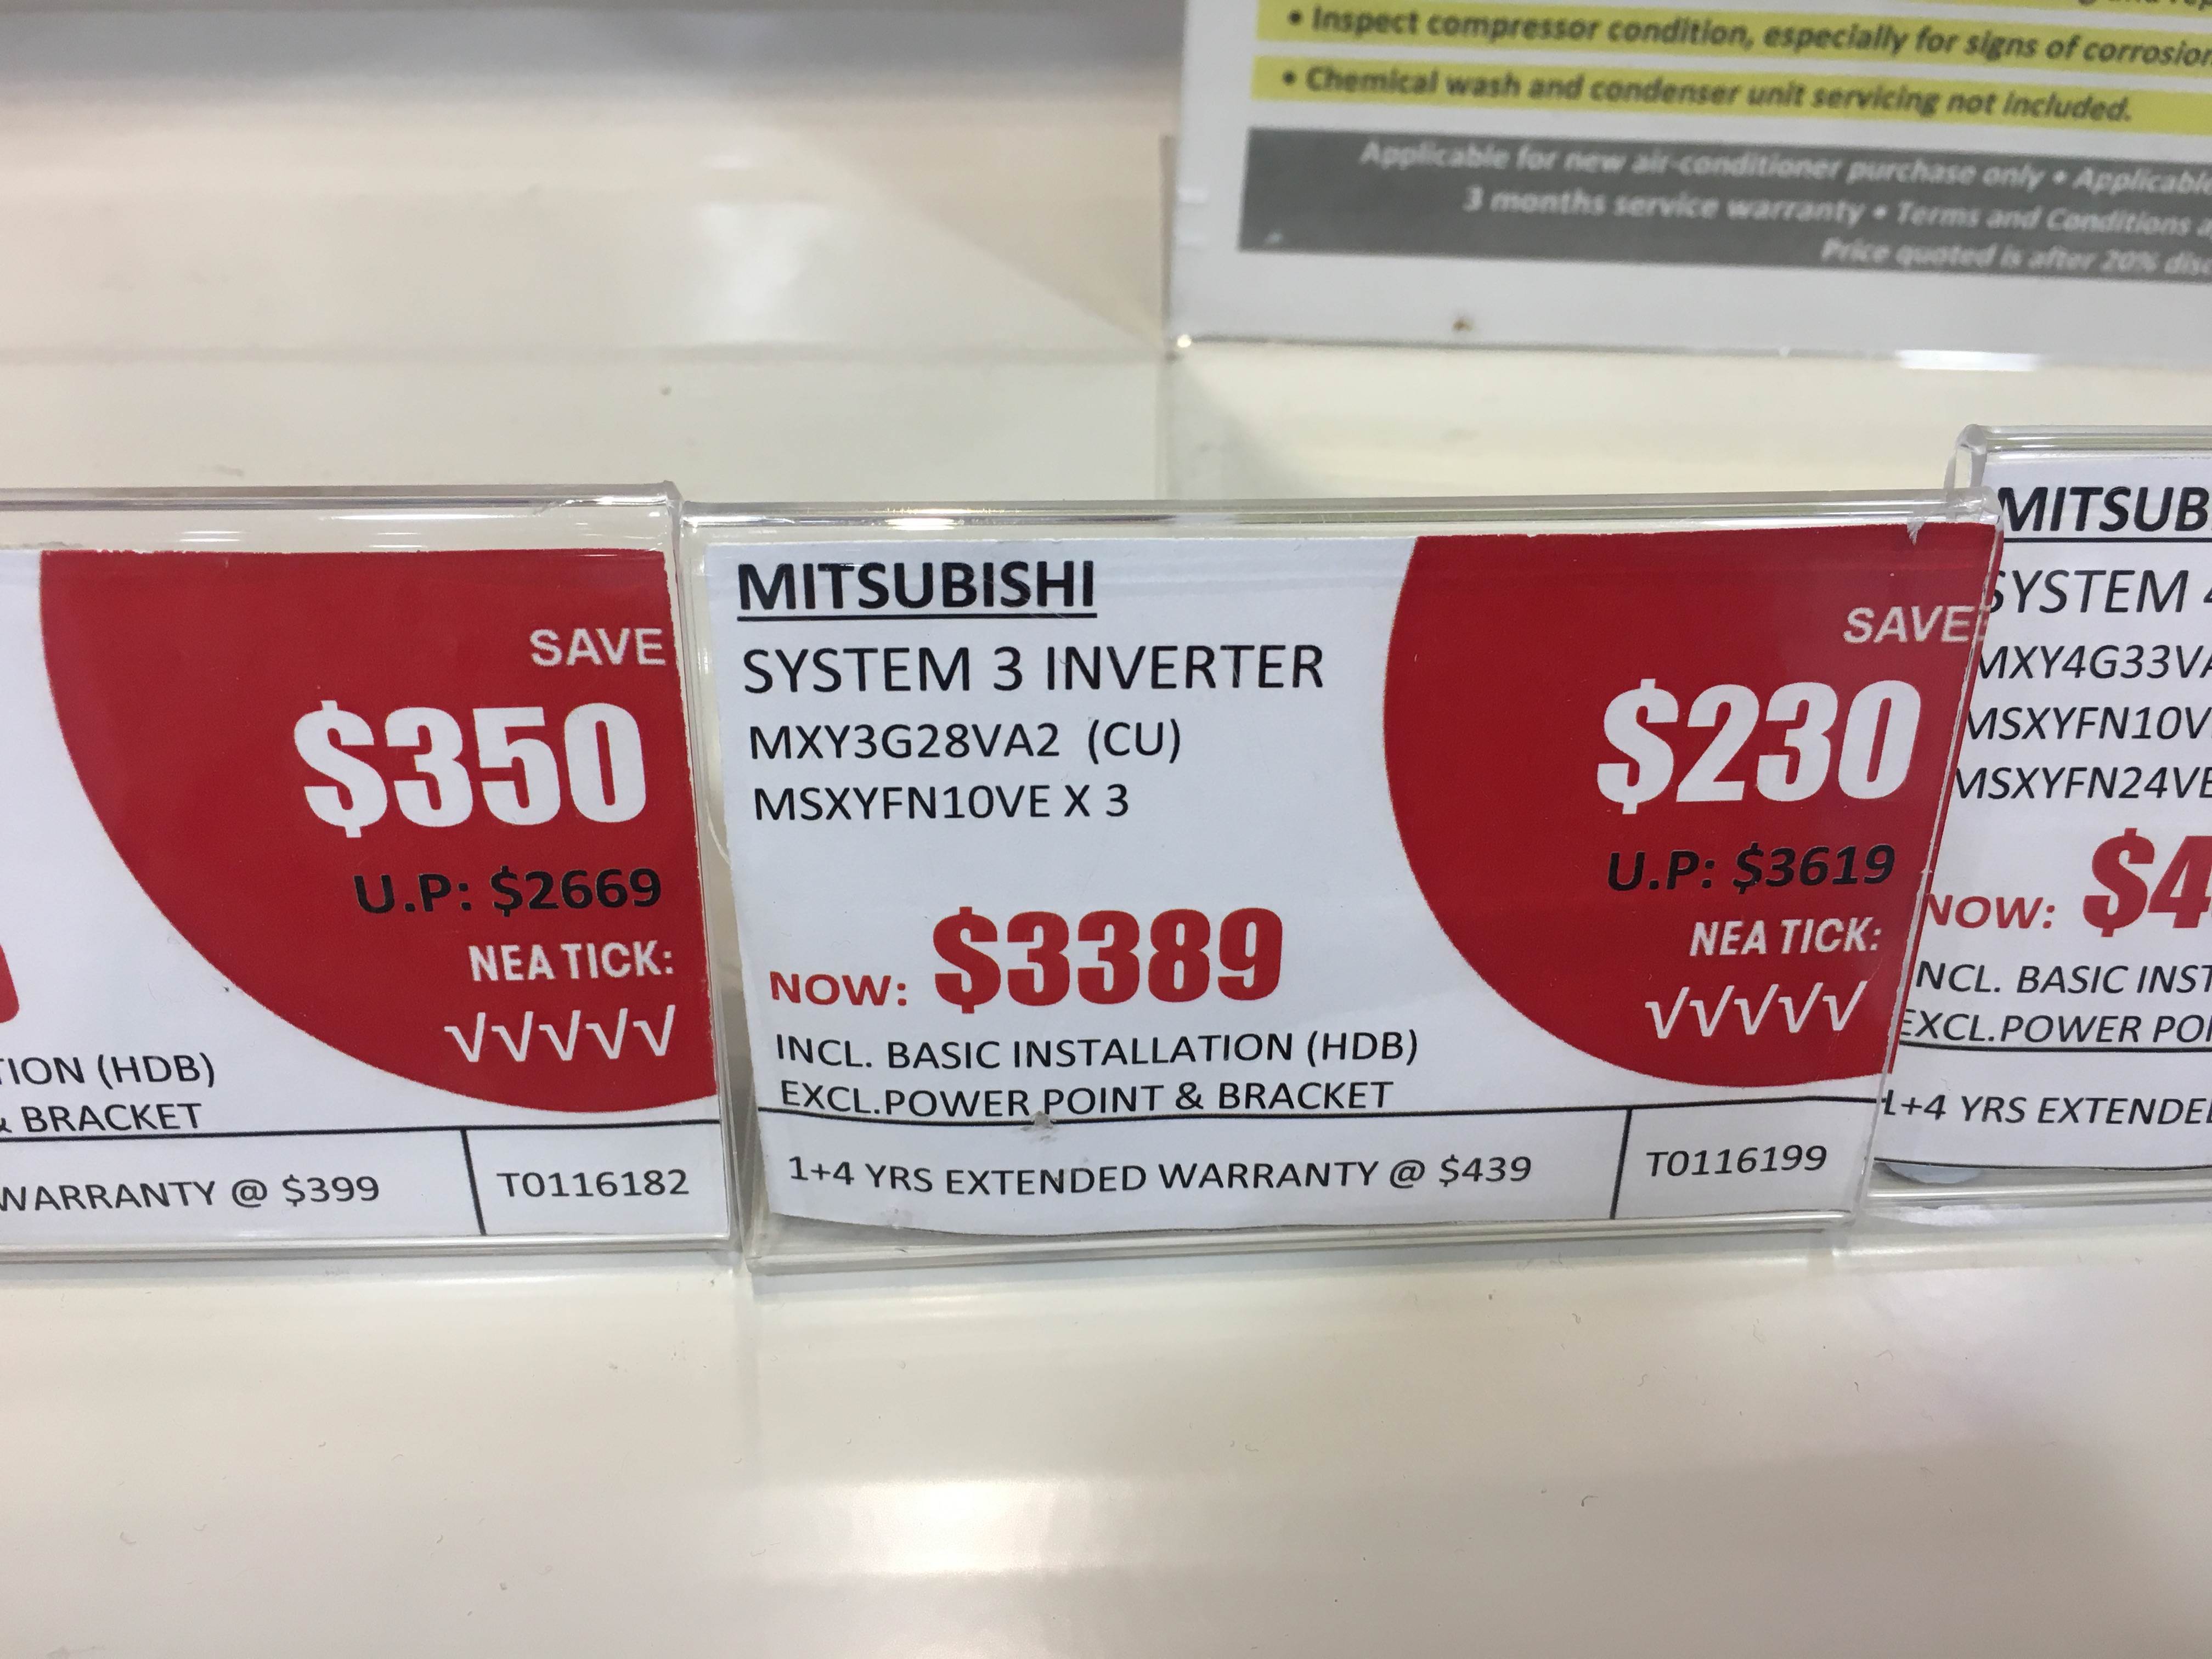 • Inspect compressor condition, especially for signs of corrosion
• Chemical wash and condenser unit servicing not included.
Applicable for new air-conditioner purchase only • Applicable
3 months service warranty • Terms and Conditions
Price quoted is after 20%
SAVE
$350
U.P: $2669
NEA TICK:
√√√√√
TION (HDB)
& BRACKET
WARRANTY @ $399
T0116182
MITSUBISHI
SYSTEM 3 INVERTER
MXY3G28VA2 (CU)
MSXYFN10VE X 3
NOW: $3389
INCL. BASIC INSTALLATION (HDB)
EXCL.POWER POINT & BRACKET
1+4 YRS EXTENDED WARRANTY @ $439
T0116199
SAVE
$230
U.P: $3619
NEA TICK:
√√√√√
MITSUB
SYSTEM 4
MXY4G33VA
MSXYFN10V
MSXYFN24VE
NOW: $4
NCL. BASIC INST
EXCL.POWER POI
1+4 YRS EXTENDE